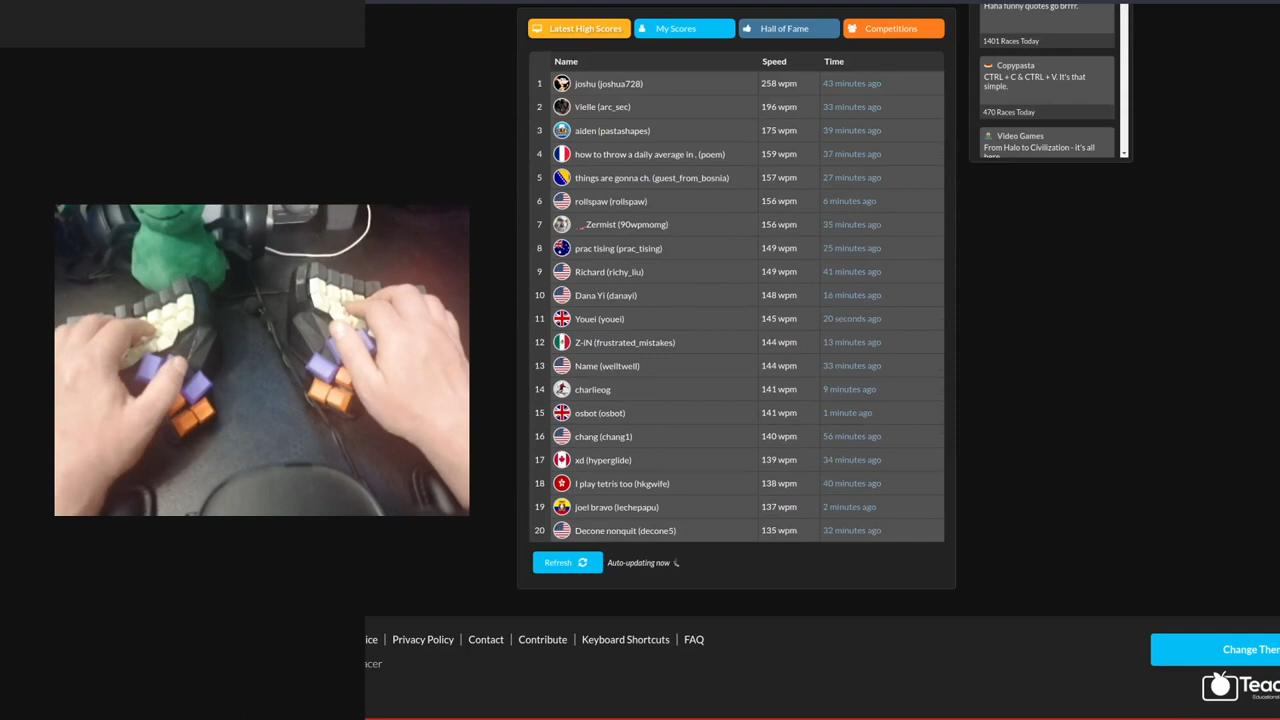 Haha funny quotes go brrrr.
1401 Races Today
Copypasta
CTRL + C & CTRL + V. It's that
simple.
470 Races Today
Video Games
From Halo to Civilization - it's all
here
Latest High Scores My Scores Hall of Fame Competitions
Name Speed Time
1 joshu (joshua728) 258 wpm 43 minutes ago
2 Vielle (arc_sec) 196 wpm 33 minutes ago
3 aiden (pastashapes) 175 wpm 39 minutes ago
4 how to throw a daily average in . (poem) 159 wpm 37 minutes ago
5 things are gonna ch. (guest_from_bosnia) 157 wpm 27 minutes ago
6 rollspaw (rollspaw) 156 wpm 6 minutes ago
7 Zermist (90wpmomg) 156 wpm 35 minutes ago
8 prac tising (prac_tising) 149 wpm 25 minutes ago
9 Richard (richy_liu) 149 wpm 41 minutes ago
10 Dana Yi (danayi) 148 wpm 16 minutes ago
11 Youei (youei) 145 wpm 20 seconds ago
12 Z-iN (frustrated_mistakes) 144 wpm 13 minutes ago
13 Name (welltwell) 144 wpm 33 minutes ago
14 charlieog 141 wpm 9 minutes ago
15 osbot (osbot) 141 wpm 1 minute ago
16 chang (chang1) 140 wpm 56 minutes ago
17 xd (hyperglide) 139 wpm 34 minutes ago
18 I play tetris too (hkgwife) 138 wpm 40 minutes ago
19 joel bravo (lechepapu) 137 wpm 2 minutes ago
20 Decone nonquit (decone5) 135 wpm 32 minutes ago
Refresh Auto-updating now
ice | Privacy Policy | Contact | Contribute | Keyboard Shortcuts | FAQ
acer
Change Ther
Teac